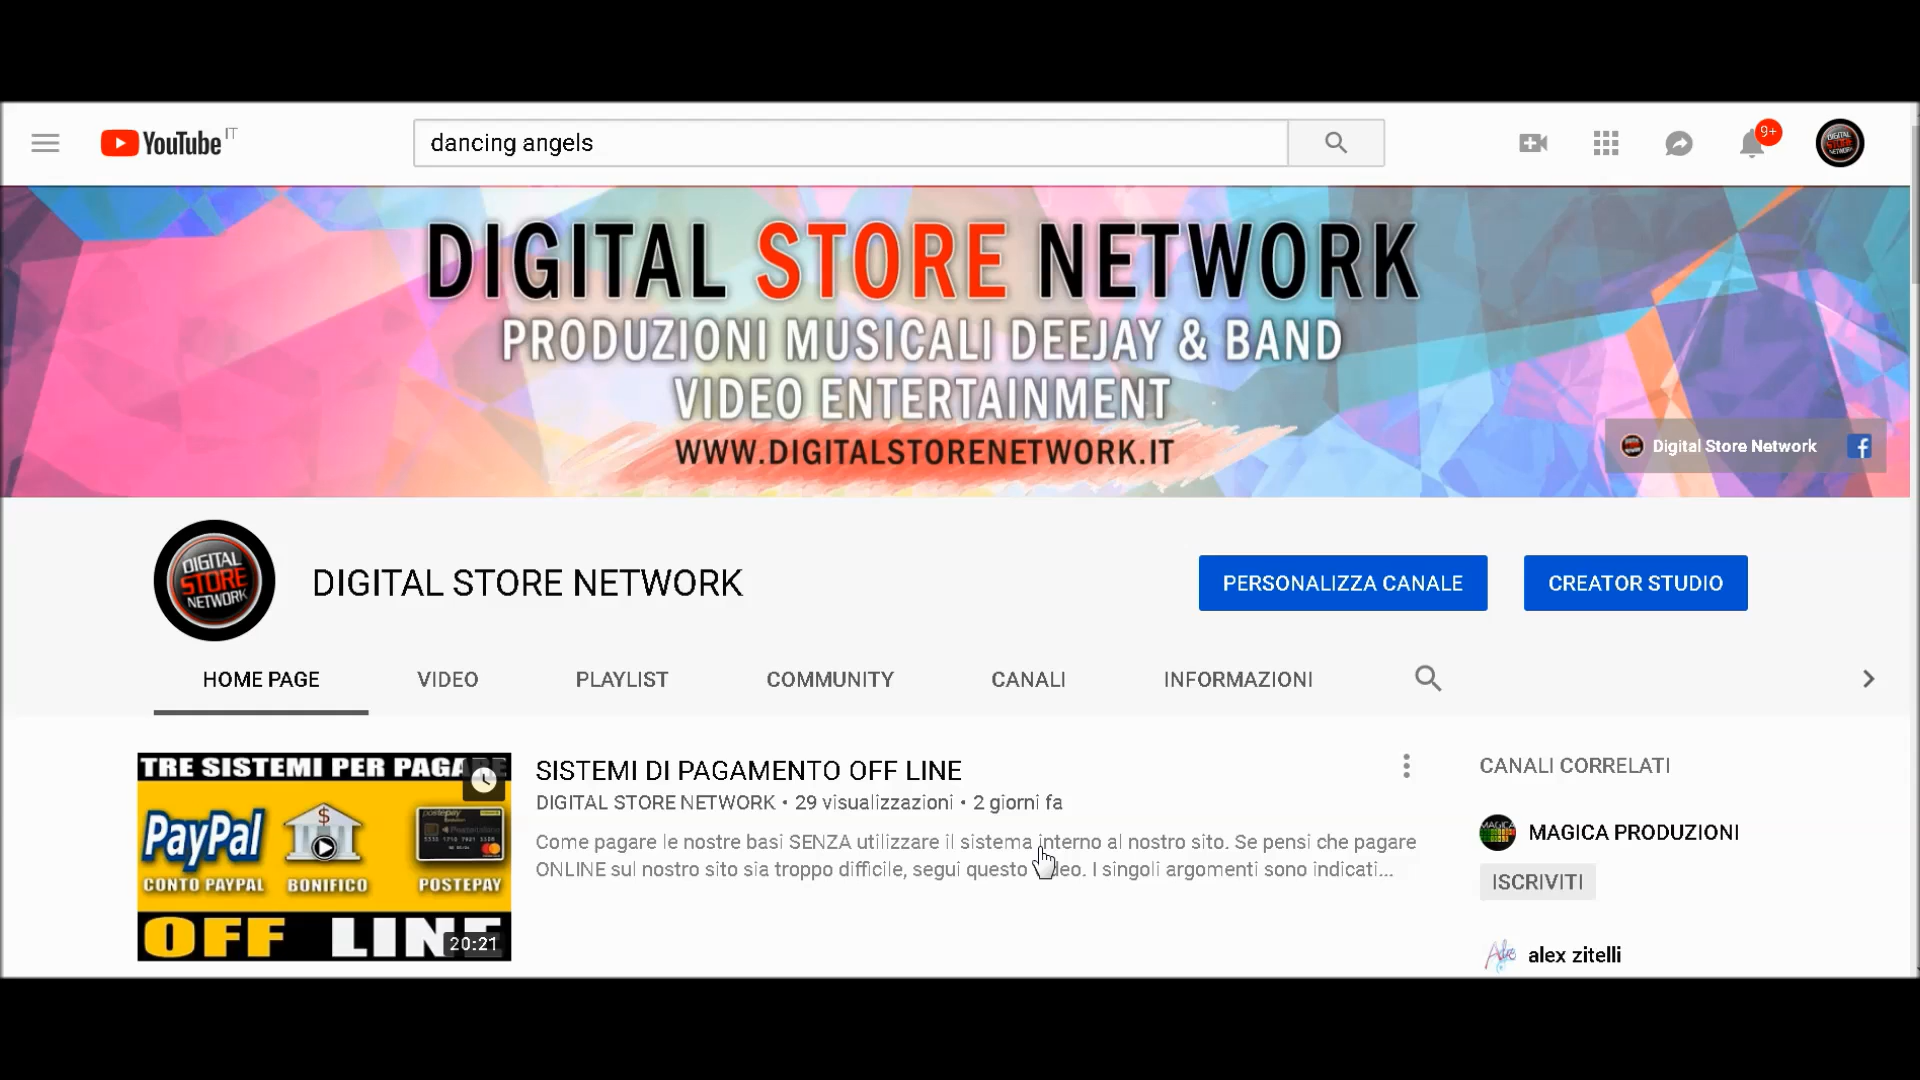 YouTube IT
dancing angels
9+
DIGITAL STORE NETWORK
PRODUZIONI MUSICALI DEEJAY & BAND
VIDEO ENTERTAINMENT
WWW.DIGITALSTORENETWORK.IT
Digital Store Network
DIGITAL
STORE
NETWORK
DIGITAL STORE NETWORK
PERSONALIZZA CANALE
CREATOR STUDIO
HOME PAGE
VIDEO
PLAYLIST
COMMUNITY
CANALI
INFORMAZIONI
TRE SISTEMI PER PAGA
PayPal
postepay
CONTO PAYPAL
BONIFICO
POSTEPAY
OFF LINE
20:21
SISTEMI DI PAGAMENTO OFF LINE
DIGITAL STORE NETWORK • 29 visualizzazioni • 2 giorni fa
Come pagare le nostre basi SENZA utilizzare il sistema interno al nostro sito. Se pensi che pagare
ONLINE sul nostro sito sia troppo difficile, segui questo deo. I singoli argomenti sono indicati...
CANALI CORRELATI
MAGICA PRODUZIONI
ISCRIVITI
alex zitelli